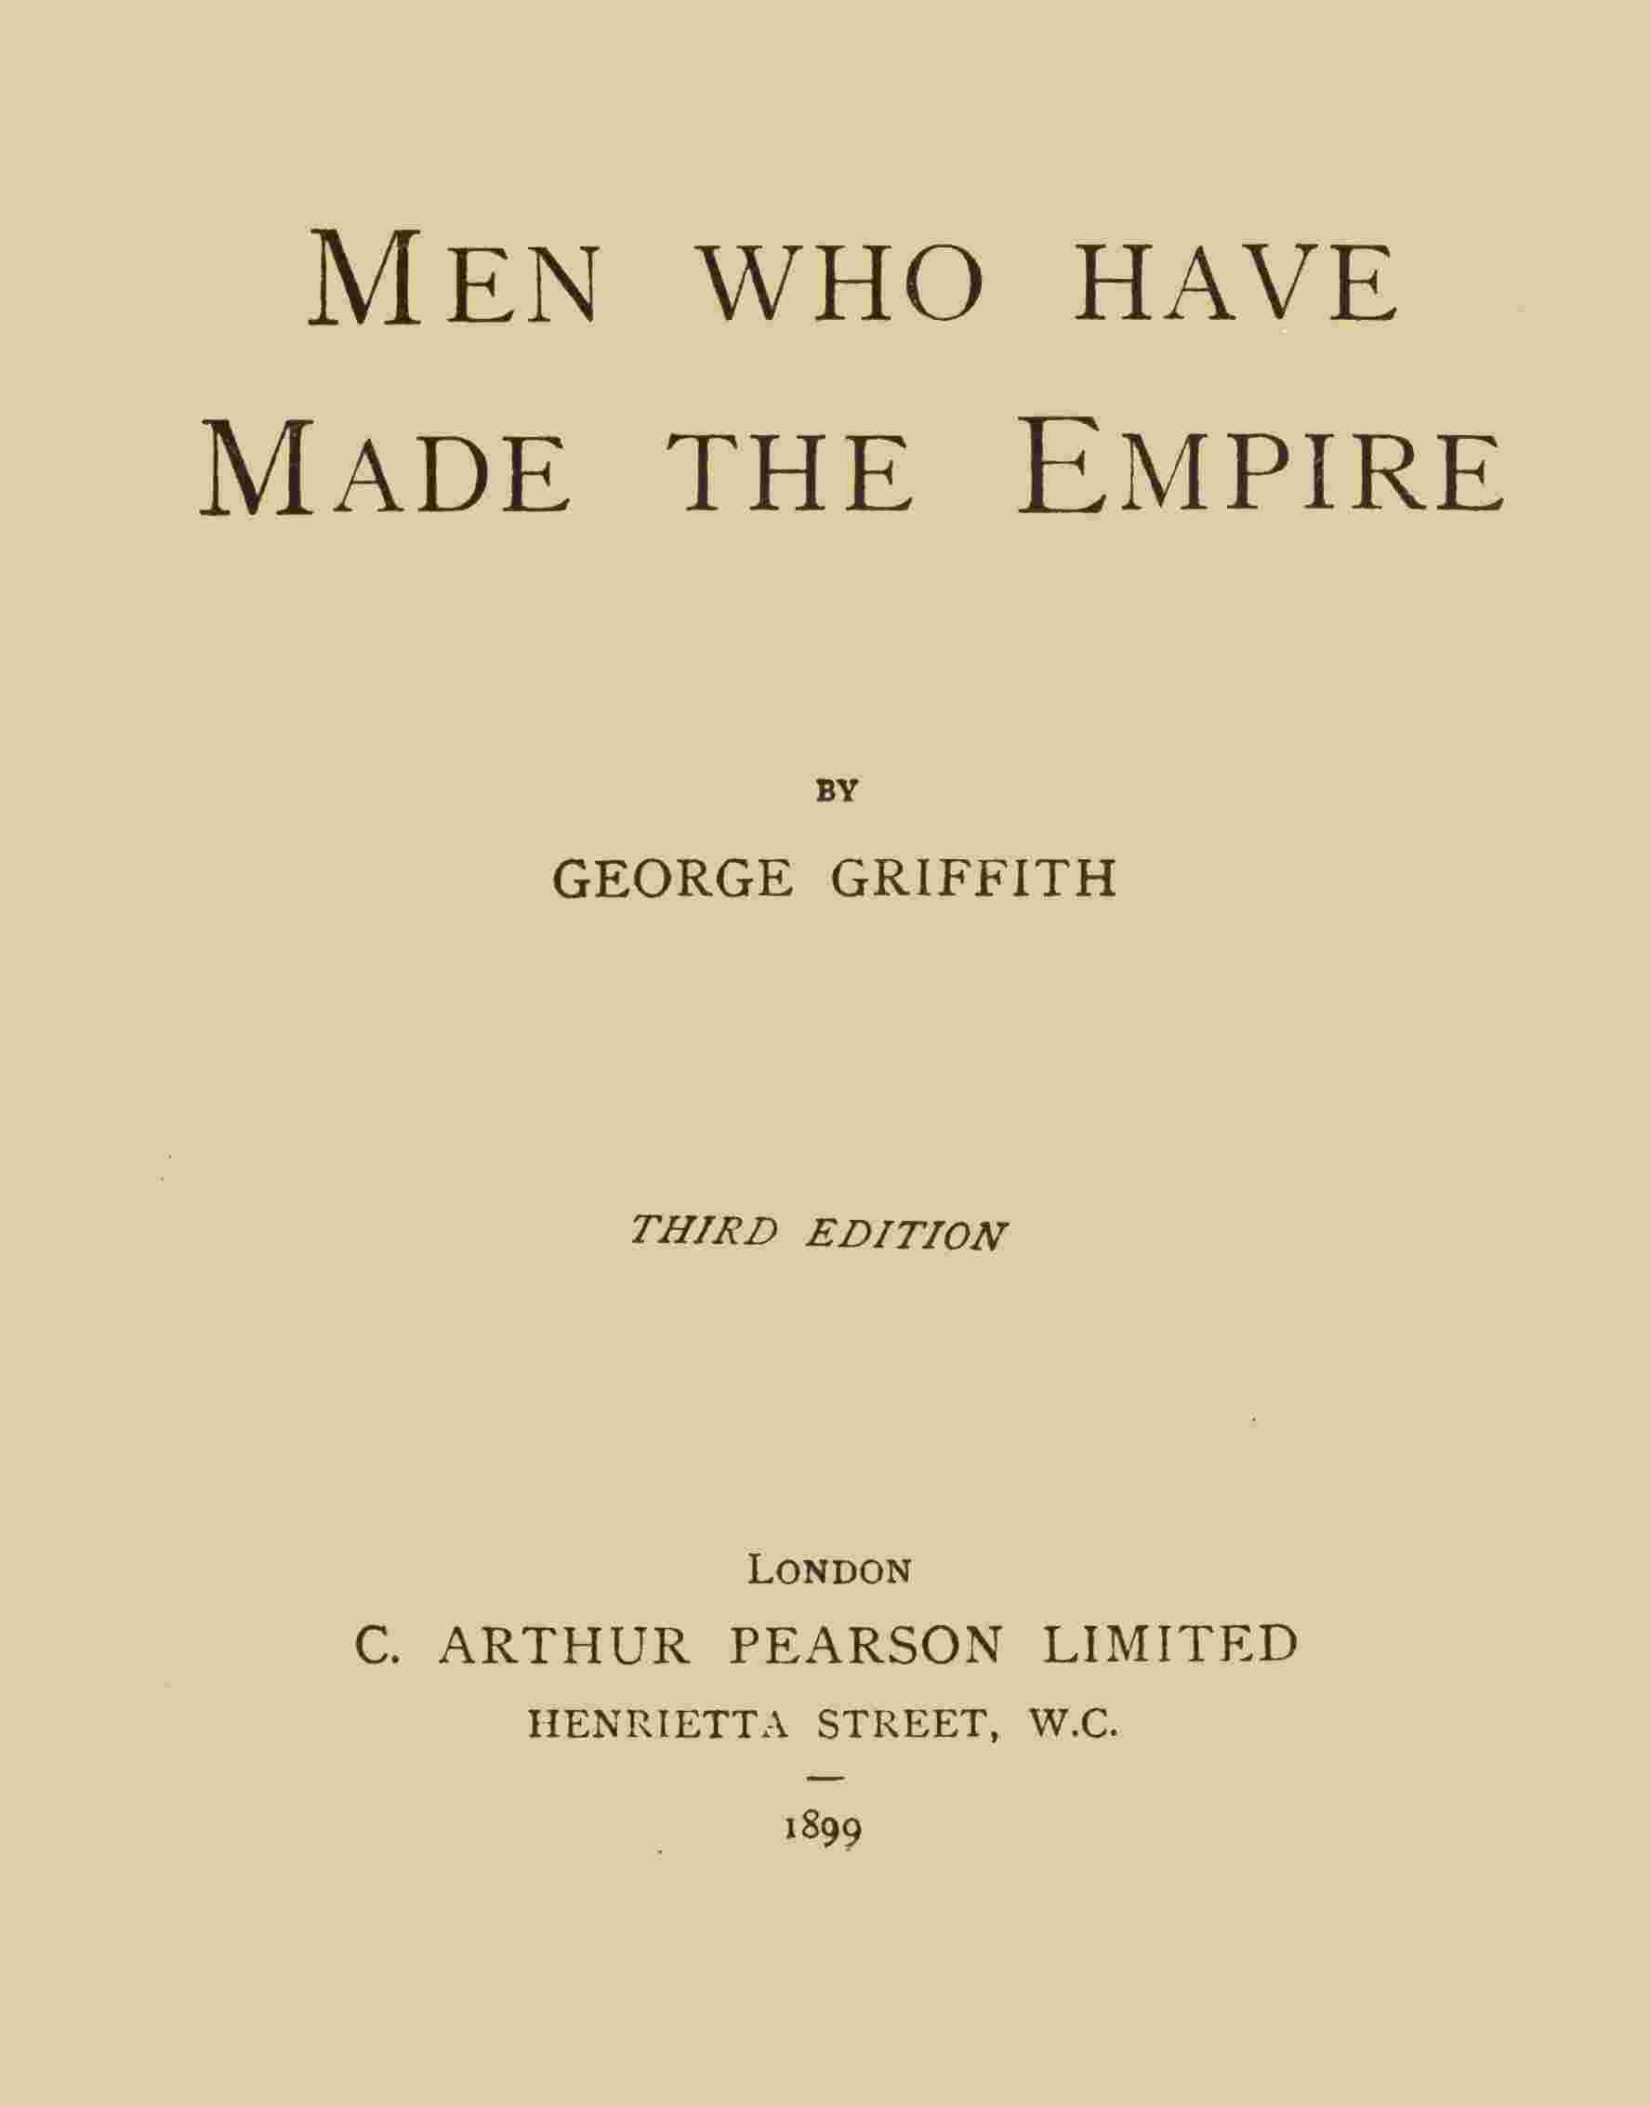 MEN WHO HAVE
MADE THE EMPIRE
BY
GEORGE GRIFFITH
THIRD EDITION
LONDON
C. ARTHUR PEARSON LIMITED
HENRIETTA STREET, W.C.
1899